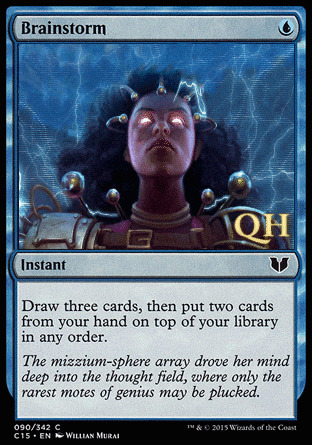 Brainstorm
QH
Instant
Draw three cards, then put two cards
from your hand on top of your library
in any order.
The mizzium-sphere array drove her mind
deep into the thought field, where only the
rarest motes of genius may be plucked.
090/342 C
C15 • EN Willian Murai
™ & © 2015 Wizards of the Coast